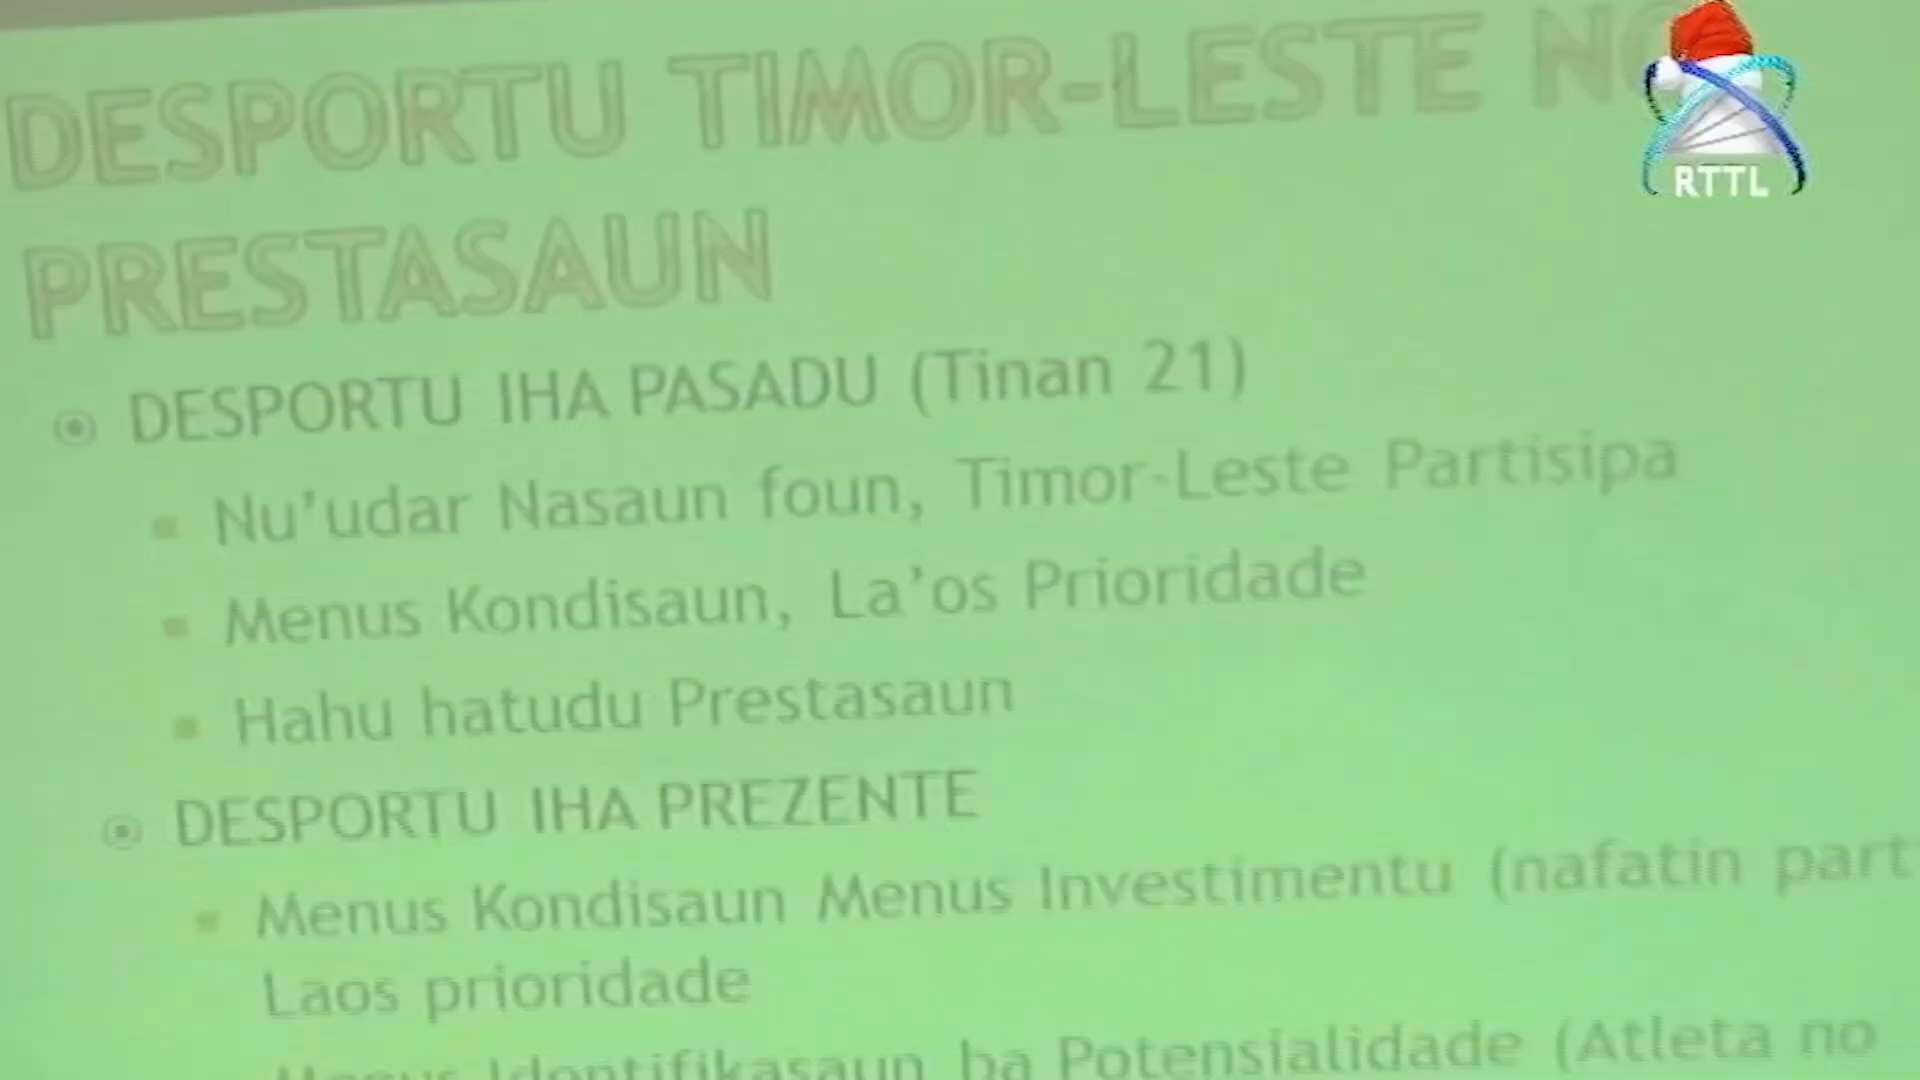 DESPORTU TIMOR-LESTE NO
PRESTASAUN
DESPORTU IHA PASADU (Tinan 21)
Nu'udar Nasaun foun, Timor-Leste Partisipa
Menus Kondisaun, La'os Prioridade
Hahu hatudu Prestasaun
DESPORTU IHA PREZENTE
Menus Kondisaun Menus Investimentu (nafatin
Laos prioridade
Menus Identifikasaun ba Potensialidade (Atleta no
RTTL